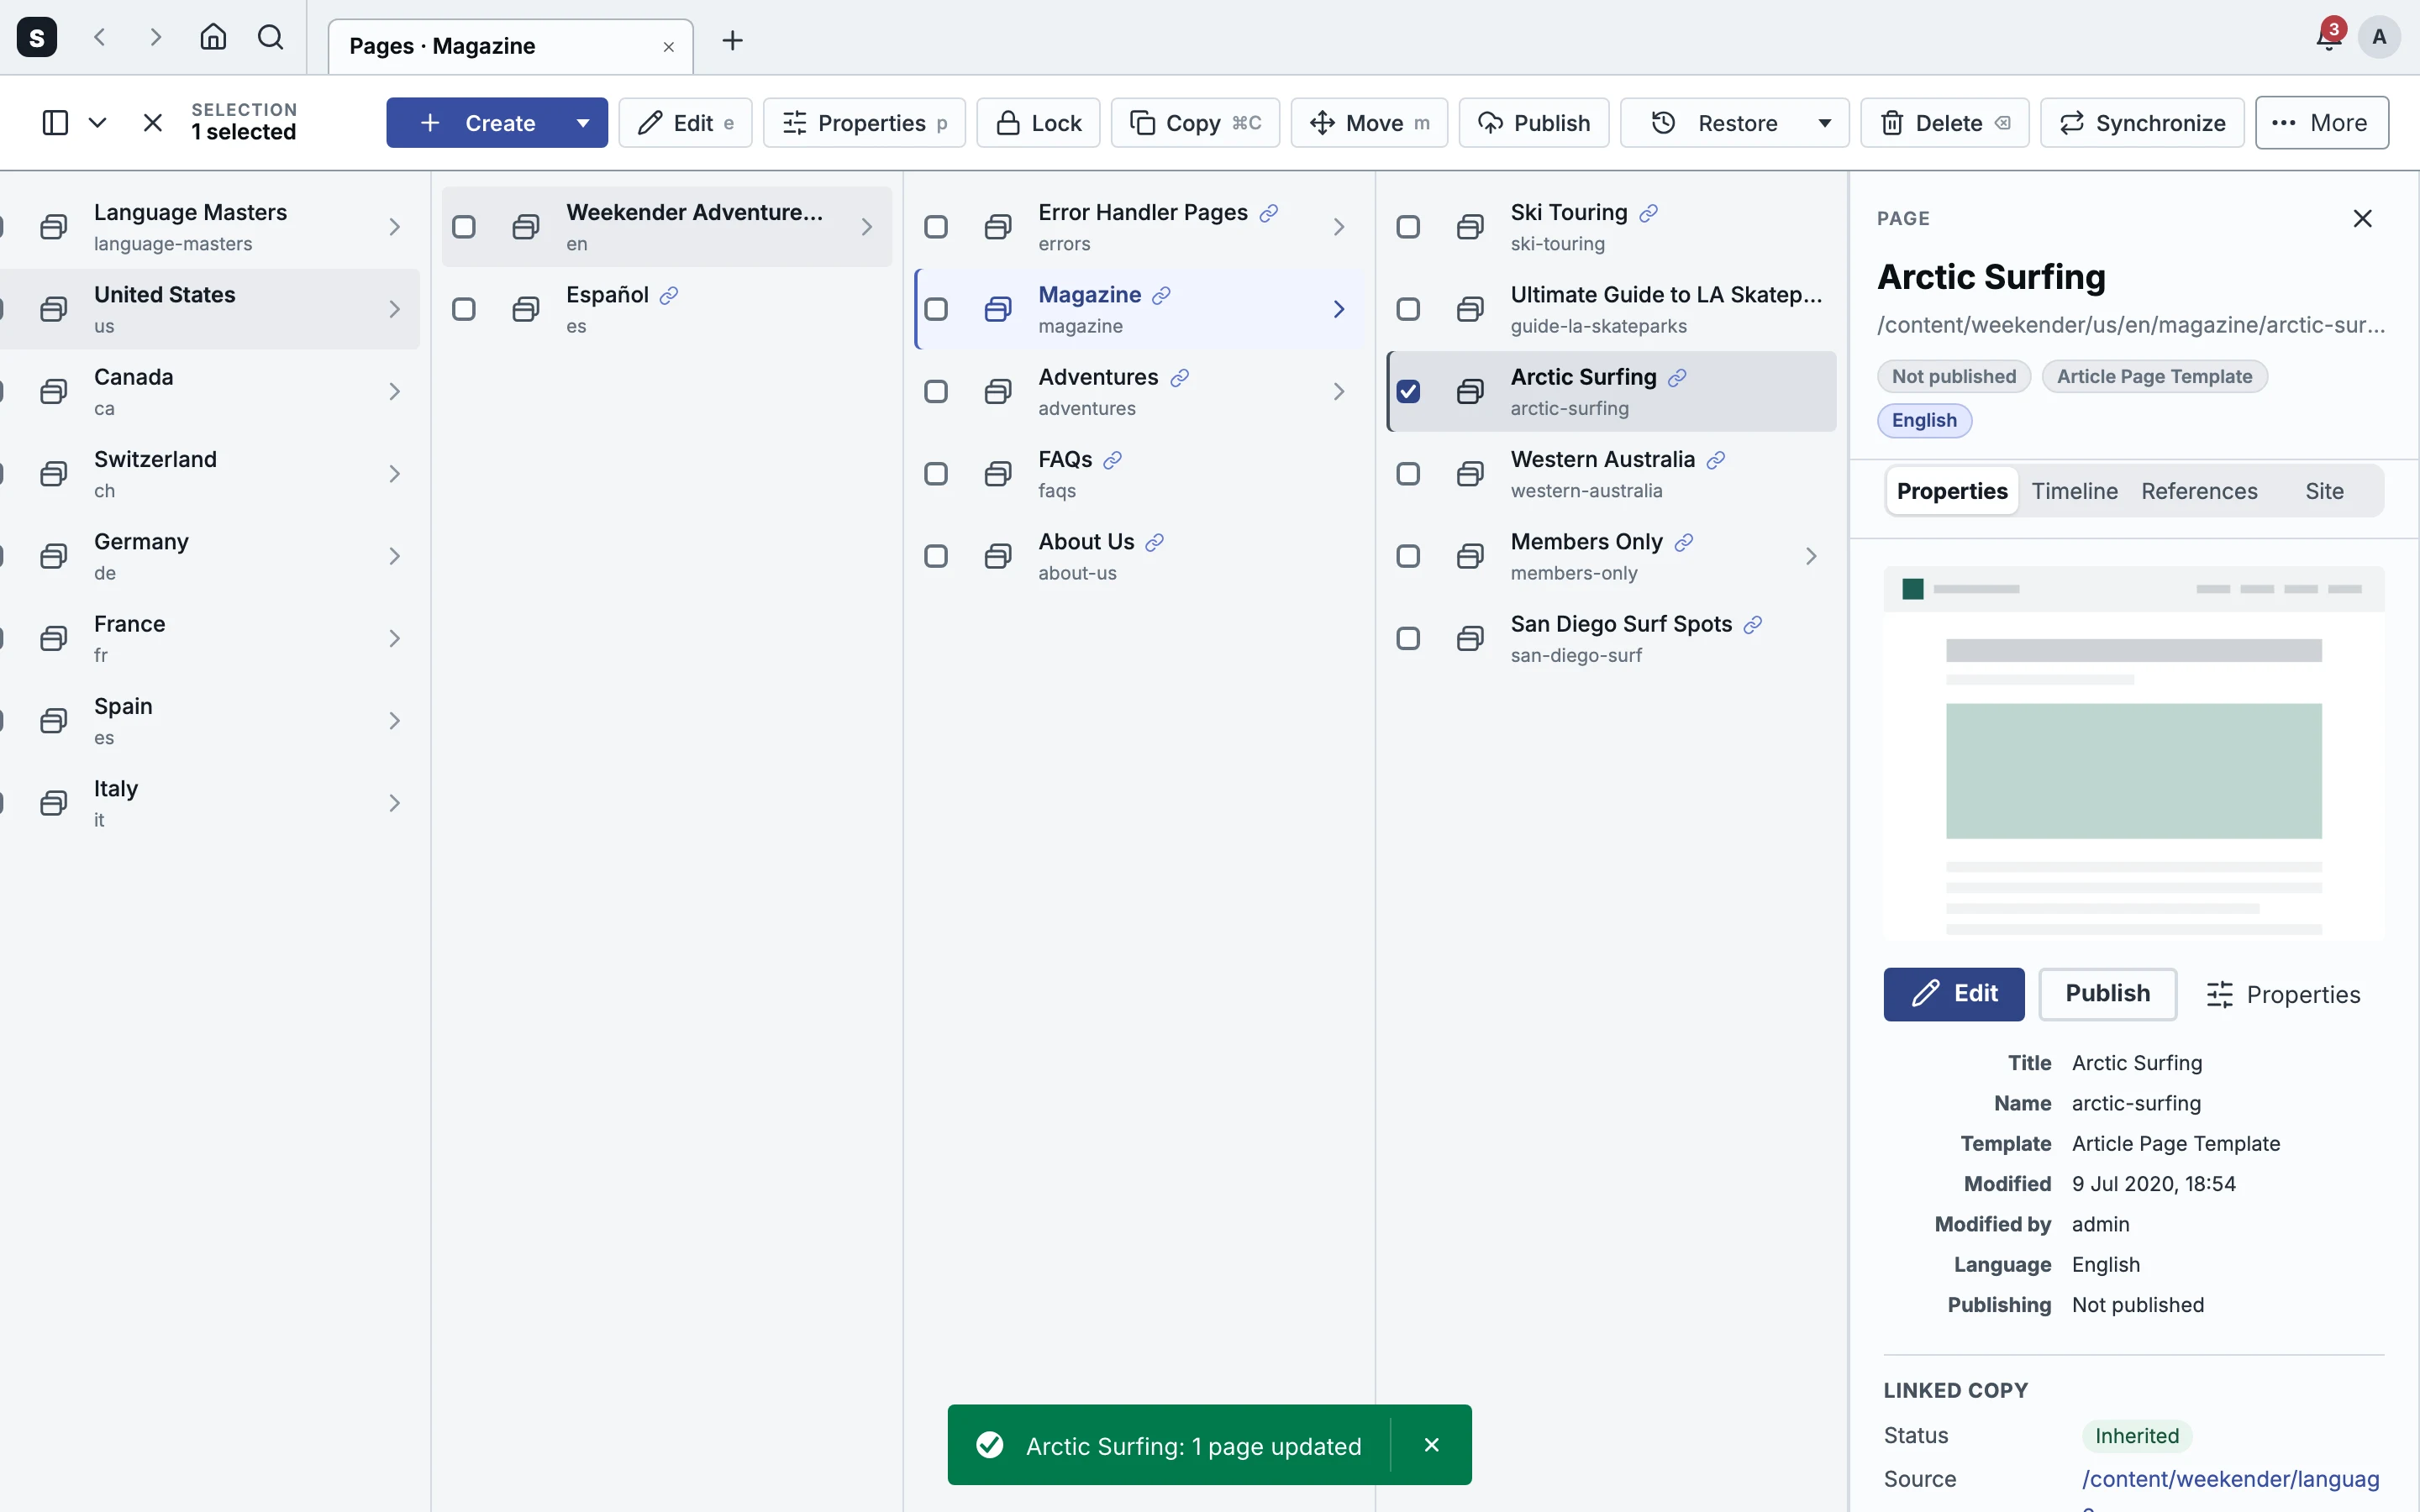 S
Pages · Magazine
3
A
SELECTION
1 selected
Create
Edit e
Properties p
Lock
Copy ⌘C
Move m
Publish
Restore
Delete
Synchronize
More
Language Masters
language-masters
United States
us
Canada
ca
Switzerland
ch
Germany
de
France
fr
Spain
es
Italy
it
Weekender Adventure...
en
Español
es
Error Handler Pages
errors
Magazine
magazine
Adventures
adventures
FAQs
faqs
About Us
about-us
Ski Touring
ski-touring
Ultimate Guide to LA Skatep...
guide-la-skateparks
Arctic Surfing
arctic-surfing
Western Australia
western-australia
Members Only
members-only
San Diego Surf Spots
san-diego-surf
PAGE
Arctic Surfing
/content/weekender/us/en/magazine/arctic-sur...
Not published
Article Page Template
English
Properties
Timeline
References
Site
Edit
Publish
Properties
Title Arctic Surfing
Name arctic-surfing
Template Article Page Template
Modified 9 Jul 2020, 18:54
Modified by admin
Language English
Publishing Not published
LINKED COPY
Status Inherited
Source /content/weekender/languag
Arctic Surfing: 1 page updated